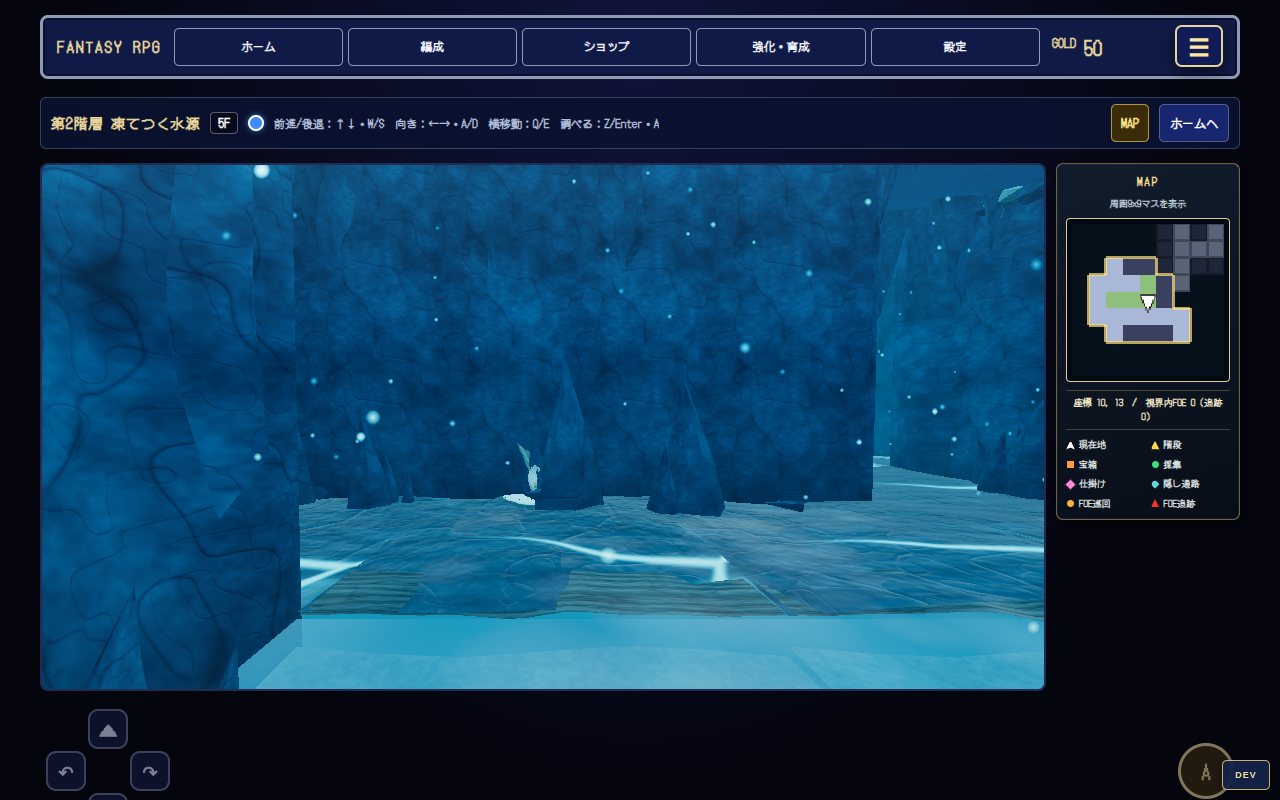 FANTASY RPG
ホーム
編成
ショップ
強化・育成
設定
GOLD 50
第2階層 凍てつく水源 5F 前進/後退：↑↓・W/S 向き：←→・A/D 横移動：Q/E 調べる：Z/Enter・A
MAP
ホームへ
MAP
周囲9x9マスを表示
座標 10, 13 / 視界内FOE 0（追跡
0）
現在地
階段
宝箱
採集
仕掛け
隠し通路
FOE巡回
FOE追跡
A
DEV